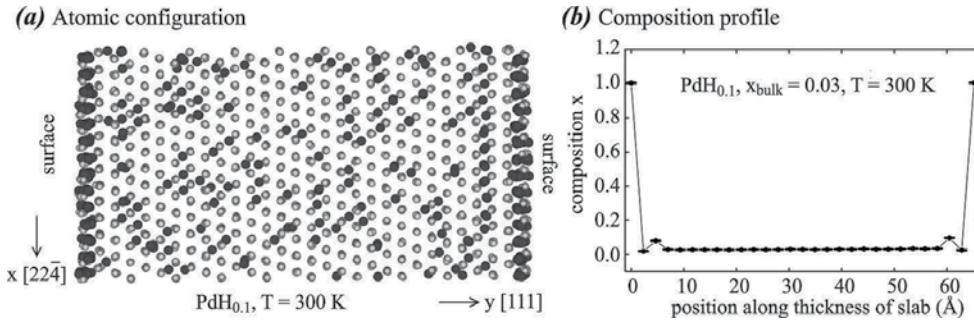 (a) Atomic configuration
surface
surface
x [224̄]
PdH0.1, T = 300 K
y [111]
(b) Composition profile
PdH0.1, xbulk = 0.03, T = 300 K
composition x
1.2
1.0
0.8
0.6
0.4
0.2
0.0
0 10 20 30 40 50 60
position along thickness of slab (Å)